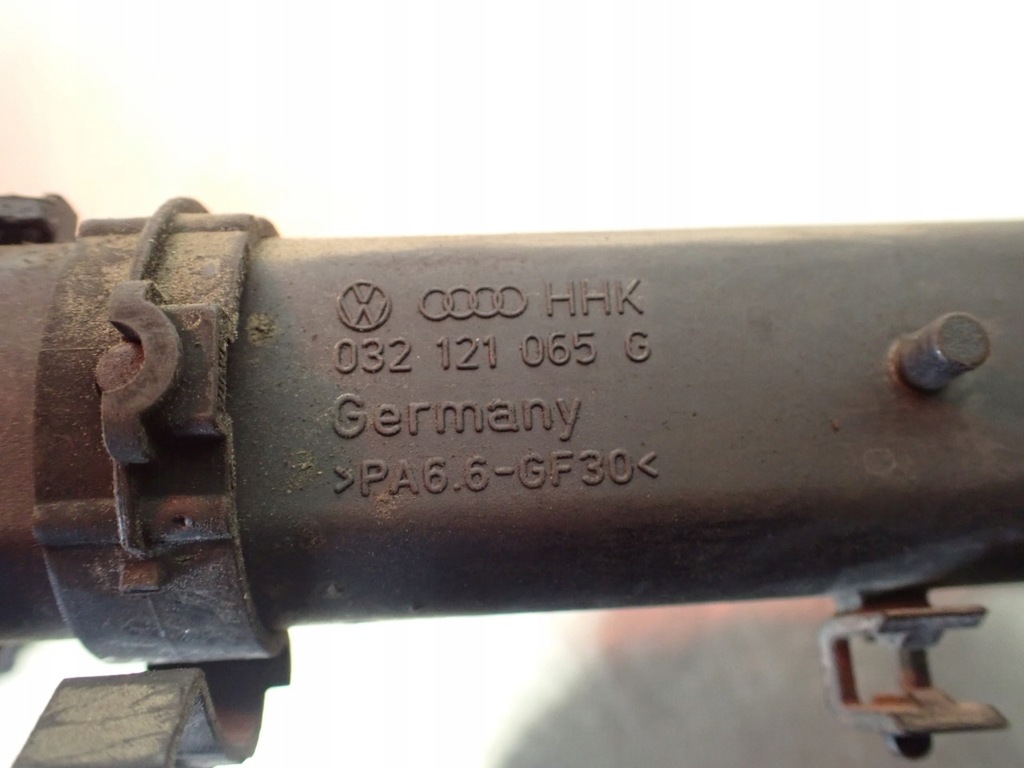 HHK
032 121 065 G
Germany
>PA6.6-GF30<